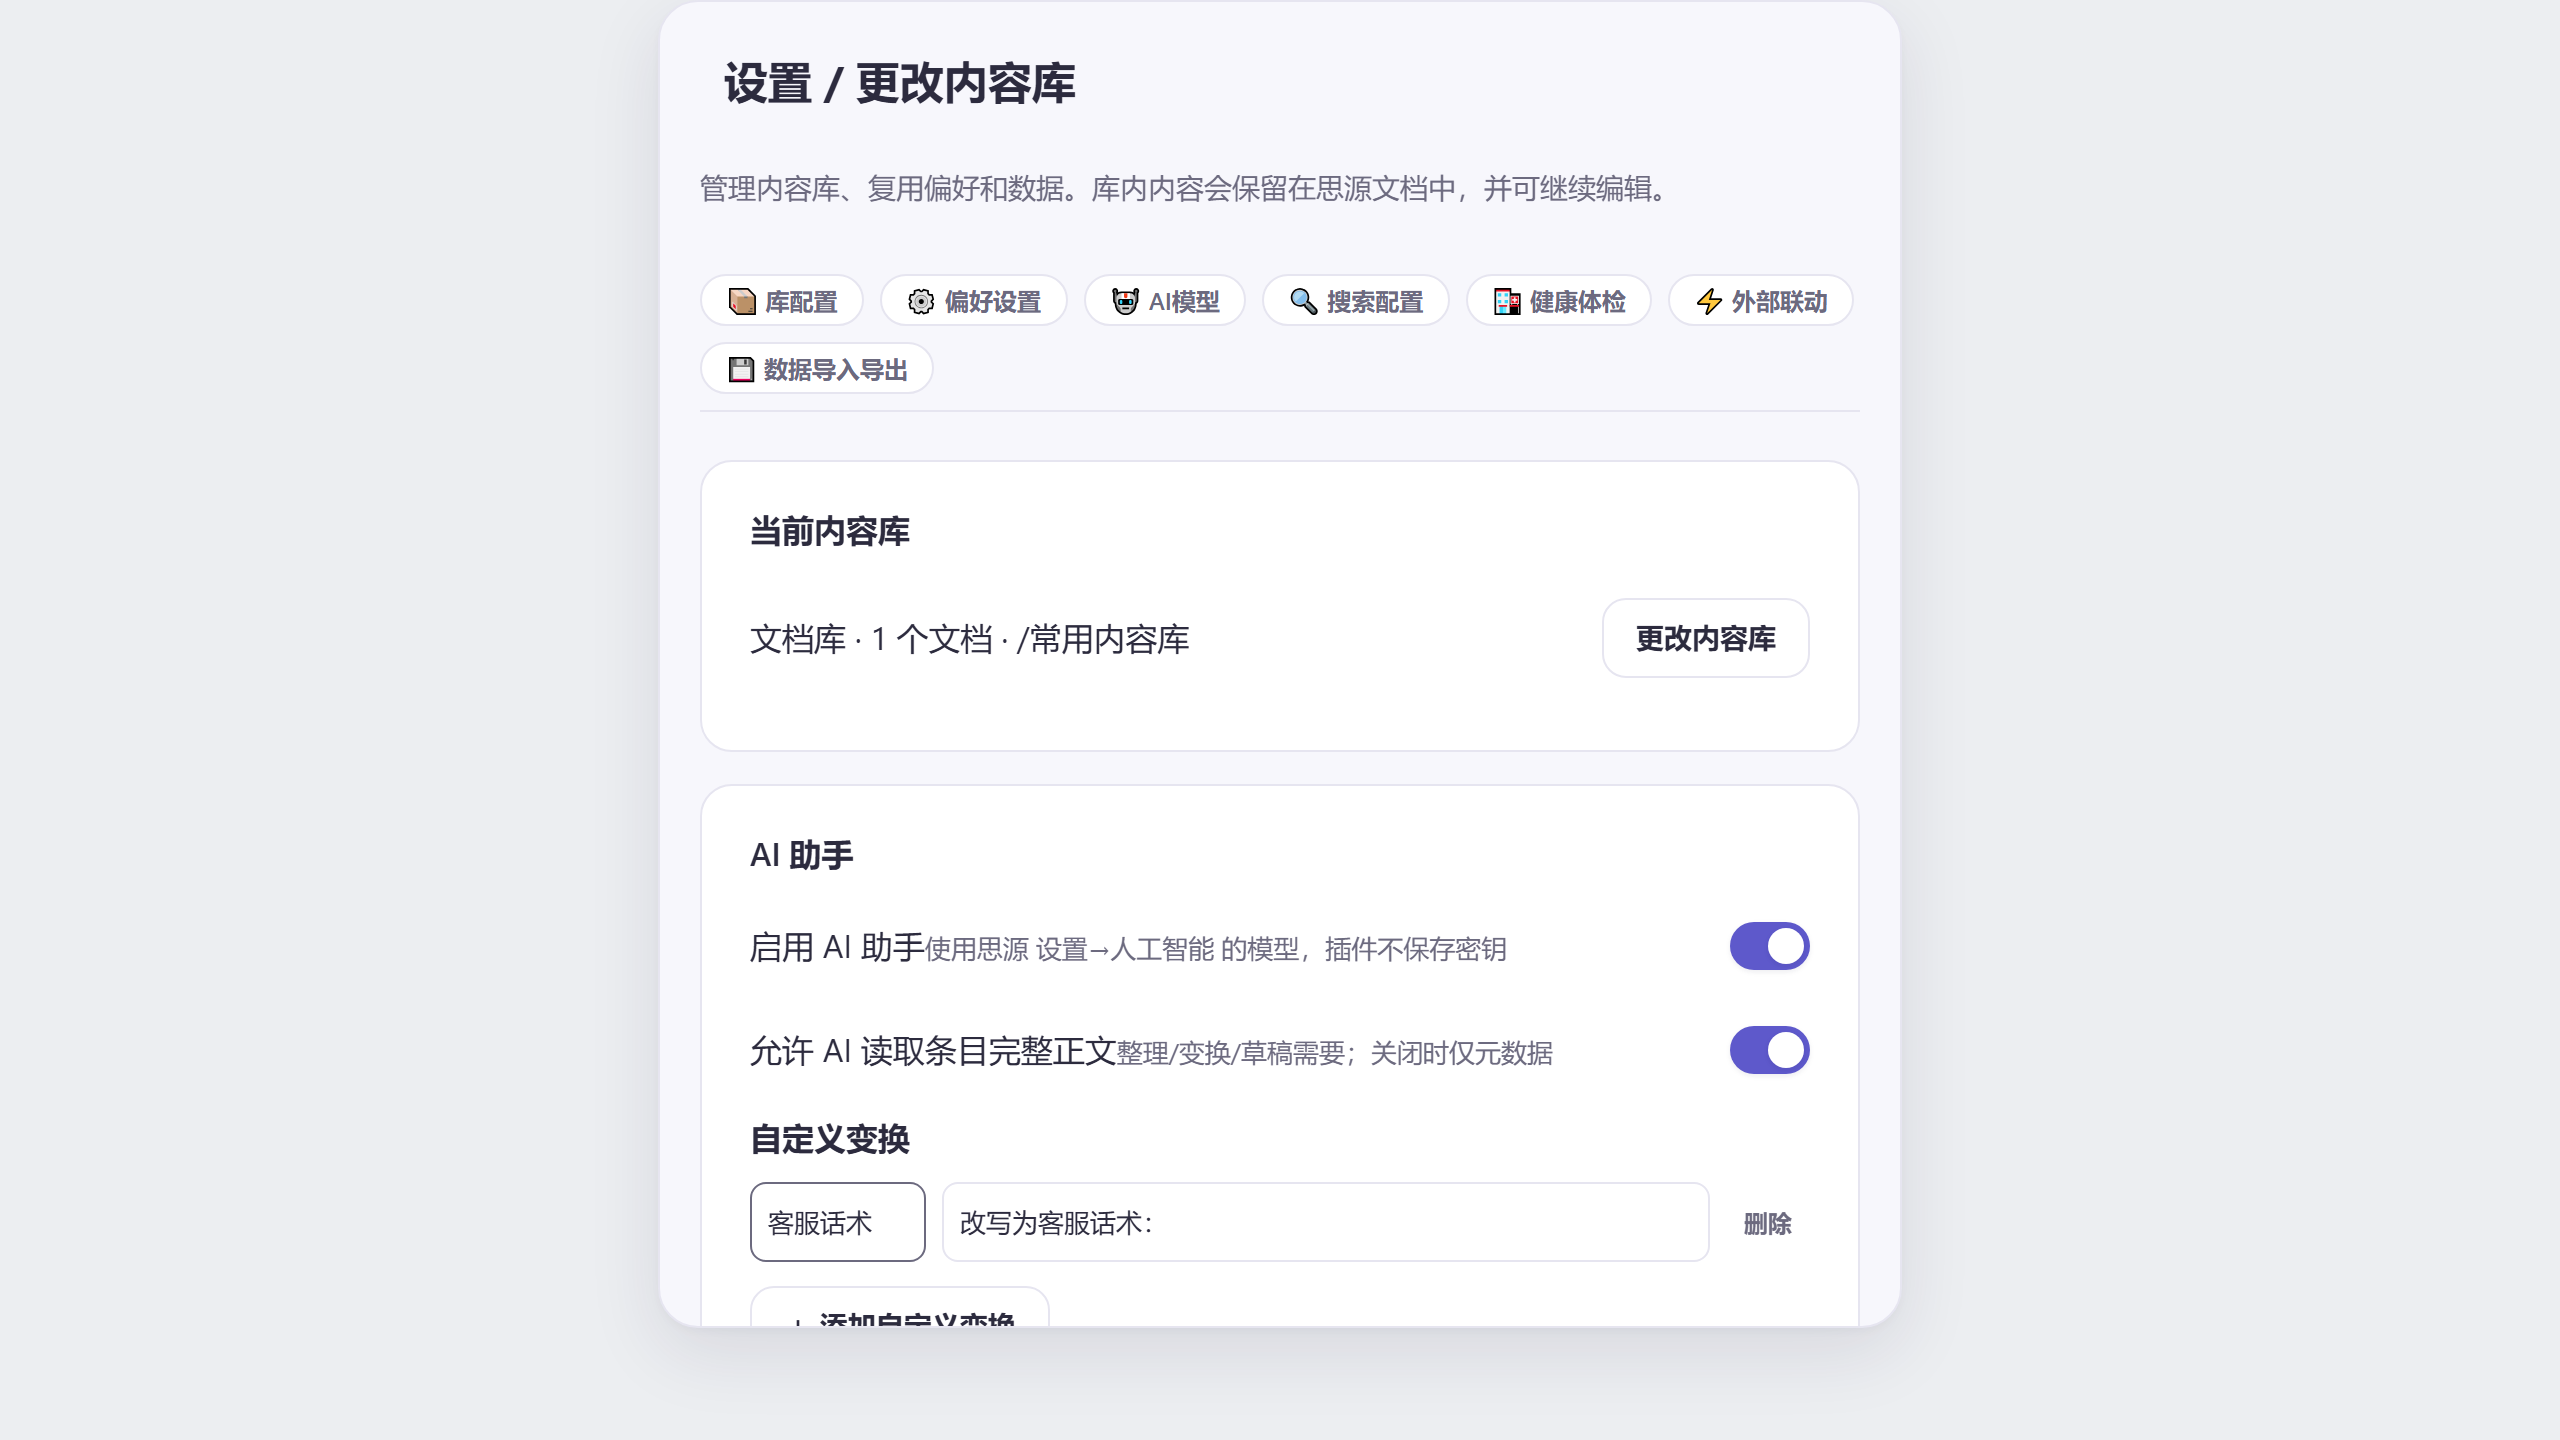 设置 / 更改内容库
管理内容库、复用偏好和数据。库内内容会保留在思源文档中，并可继续编辑。
库配置 偏好设置 AI模型 搜索配置 健康体检 外部联动
数据导入导出
当前内容库
文档库 · 1 个文档 · /常用内容库 更改内容库
AI 助手
启用 AI 助手使用思源 设置→人工智能 的模型，插件不保存密钥
允许 AI 读取条目完整正文整理/变换/草稿需要；关闭时仅元数据
自定义变换
客服话术 改写为客服话术： 删除
+ 添加自定义变换